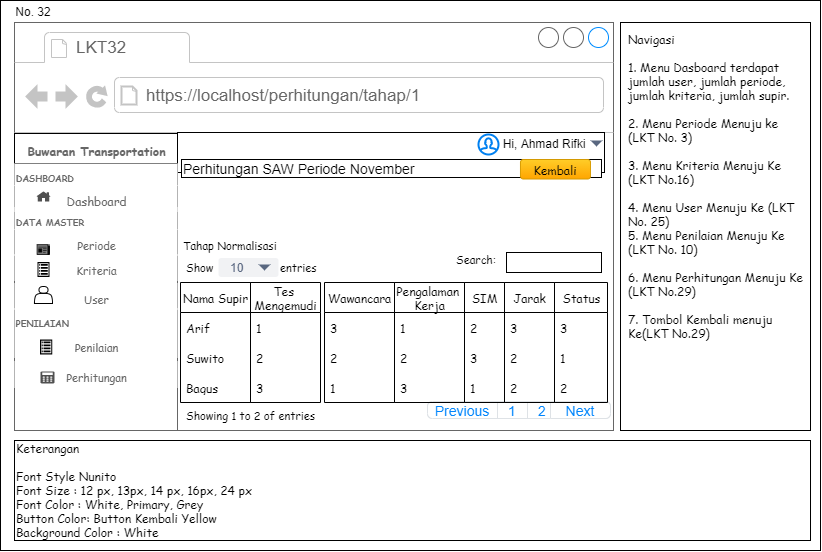 No. 32
LKT32
https://localhost/perhitungan/tahap/1
Buwaran Transportation
Hi, Ahmad Rifki
Perhitungan SAW Periode November
Kembali
DASHBOARD
Dashboard
DATA MASTER
Periode
Kriteria
User
PENILAIAN
Penilaian
Perhitungan
Tahap Normalisasi
Show 10 entries
Search:
Nama Supir Tes Mengemudi Wawancara Pengalaman Kerja SIM Jarak Status
Arif 1 3 1 2 3 3
Suwito 2 2 2 3 2 1
Bagus 3 1 3 1 2 2
Showing 1 to 2 of entries
Previous 1 2 Next
Navigasi
1. Menu Dasboard terdapat
jumlah user, jumlah periode,
jumlah kriteria, jumlah supir.
2. Menu Periode Menuju ke
(LKT No. 3)
3. Menu Kriteria Menuju Ke
(LKT No.16)
4. Menu User Menuju Ke (LKT
No. 25)
5. Menu Penilaian Menuju Ke
(LKT No. 10)
6. Menu Perhitungan Menuju Ke
(LKT No.29)
7. Tombol Kembali menuju
Ke(LKT No.29)
Keterangan
Font Style Nunito
Font Size : 12 px, 13px, 14 px, 16px, 24 px
Font Color : White, Primary, Grey
Button Color: Button Kembali Yellow
Background Color : White